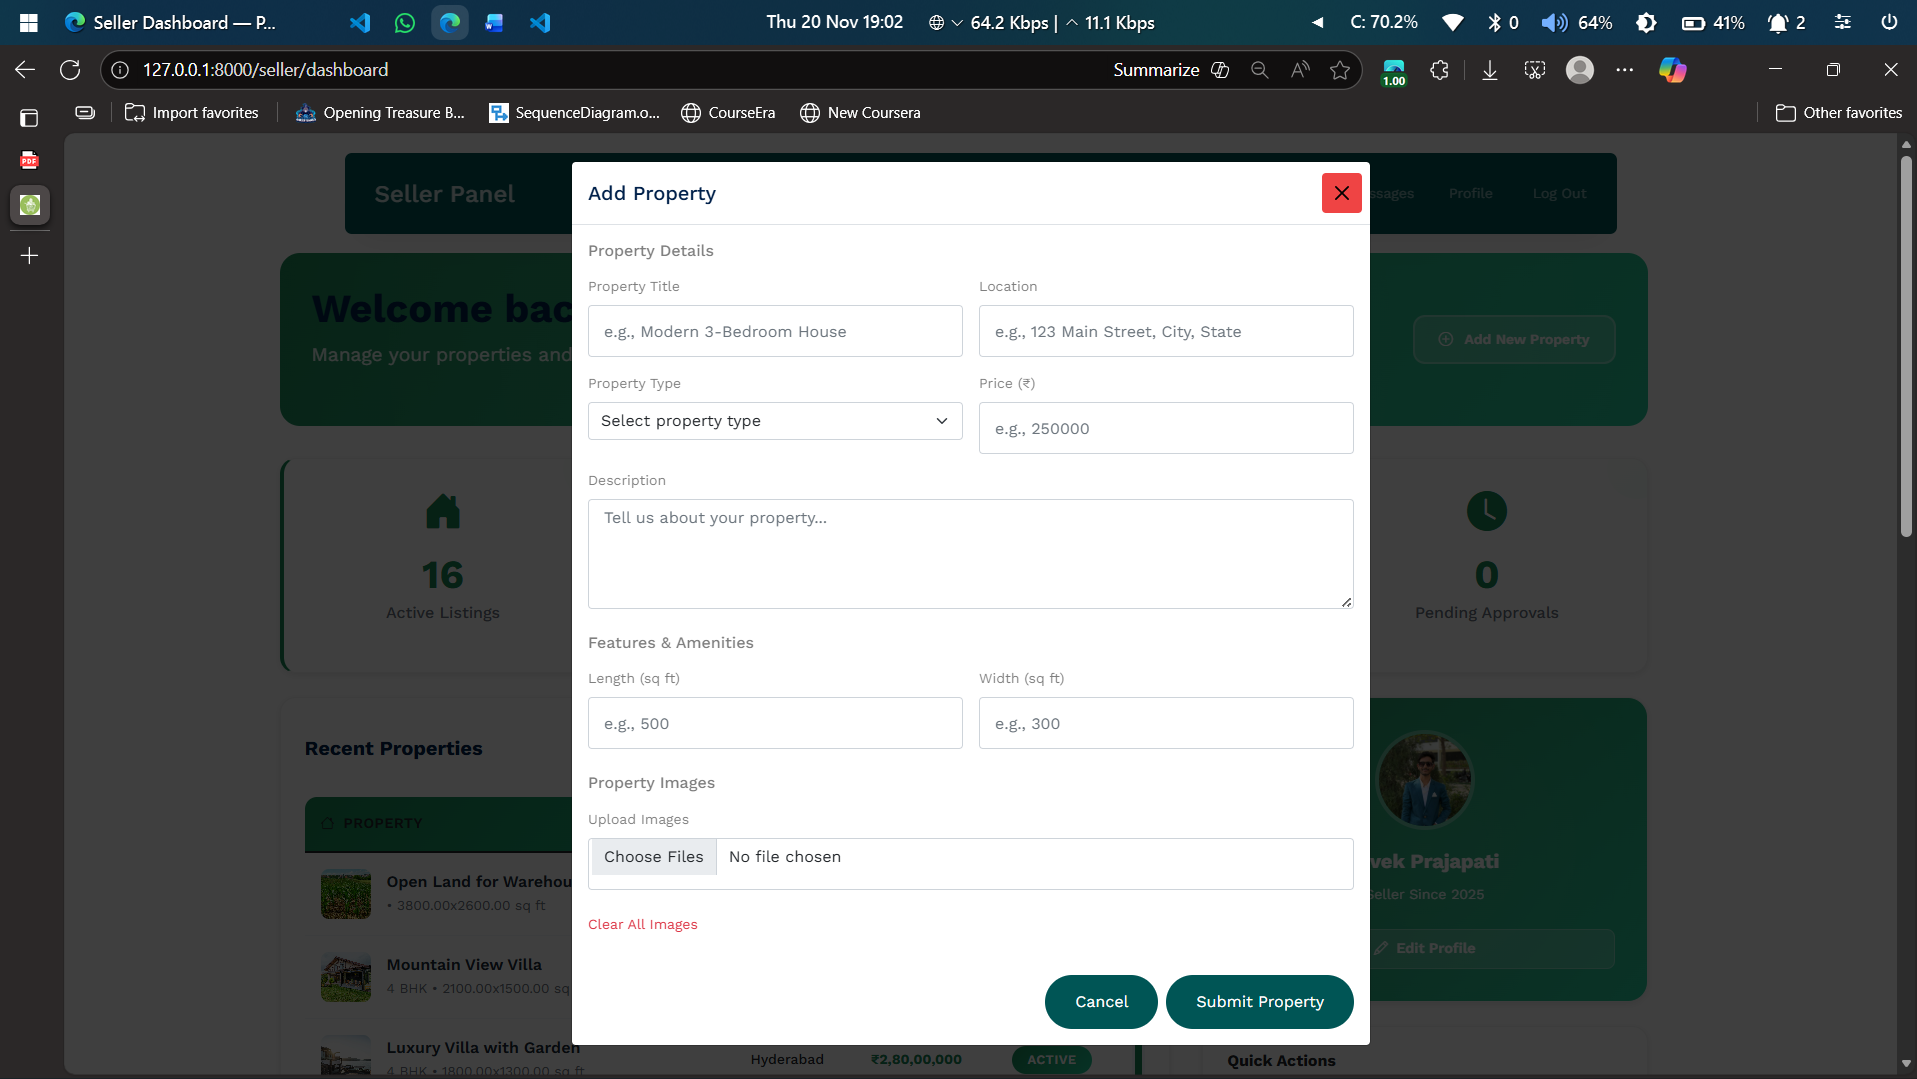 Seller Dashboard — P...
Thu 20 Nov 19:02
64.2 Kbps | 11.1 Kbps
C: 70.2%
0
64%
41%
2
127.0.0.1:8000/seller/dashboard
Summarize
1.00
Import favorites
Opening Treasure B...
SequenceDiagram.o...
CourseEra
New Coursera
Other favorites
PDF
Seller Panel
ssages
Profile
Log Out
Add Property
Welcome bac
Manage your properties and
Add New Property
Property Details
Property Title
Location
e.g., Modern 3-Bedroom House
e.g., 123 Main Street, City, State
Property Type
Price (₹)
Select property type
e.g., 250000
Description
Tell us about your property...
16
Active Listings
0
Pending Approvals
Features & Amenities
Length (sq ft)
Width (sq ft)
e.g., 500
e.g., 300
Recent Properties
PROPERTY
Property Images
Upload Images
Choose Files
No file chosen
Clear All Images
Cancel
Submit Property
Open Land for Warehou
• 3800.00x2600.00 sq ft
Mountain View Villa
4 BHK • 2100.00x1500.00 sq
Luxury Villa with Garden
4 BHK • 1800.00x1300.00 sq ft
Hyderabad
₹2,80,00,000
ACTIVE
vek Prajapati
Seller Since 2025
Edit Profile
Quick Actions